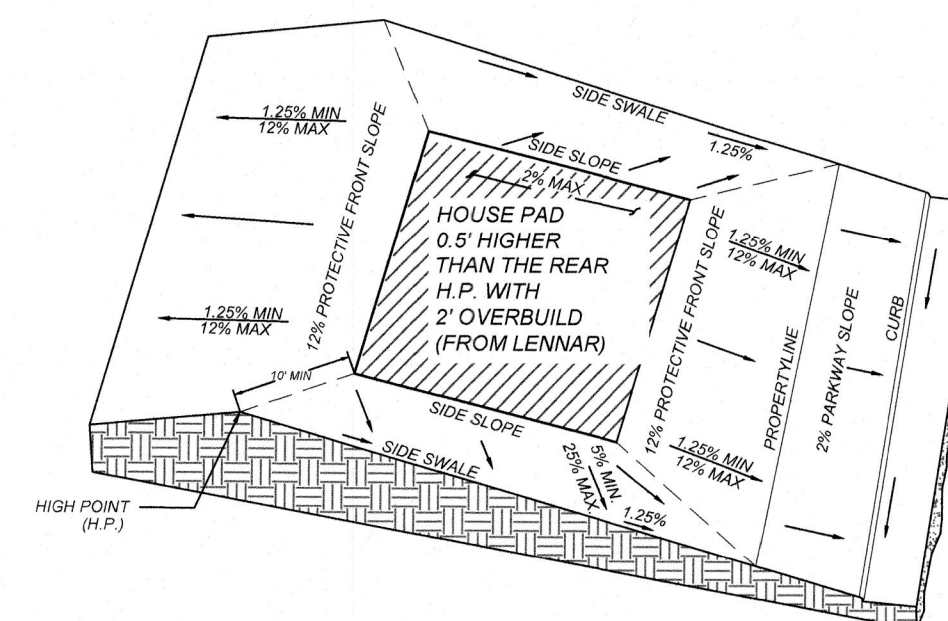 1.25% MIN
12% MAX
12% PROTECTIVE FRONT SLOPE
1.25% MIN
12% MAX
10' MIN
HIGH POINT
(H.P.)
SIDE SWALE
1.25%
SIDE SLOPE
2% MAX
HOUSE PAD
0.5' HIGHER
THAN THE REAR
H.P. WITH
2' OVERBUILD
(FROM LENNAR)
SIDE SLOPE
SIDE SWALE
5% MIN.
25% MAX.
1.25%
12% PROTECTIVE FRONT SLOPE
1.25% MIN
12% MAX
1.25% MIN
12% MAX
PROPERTYLINE
2% PARKWAY SLOPE
CURB